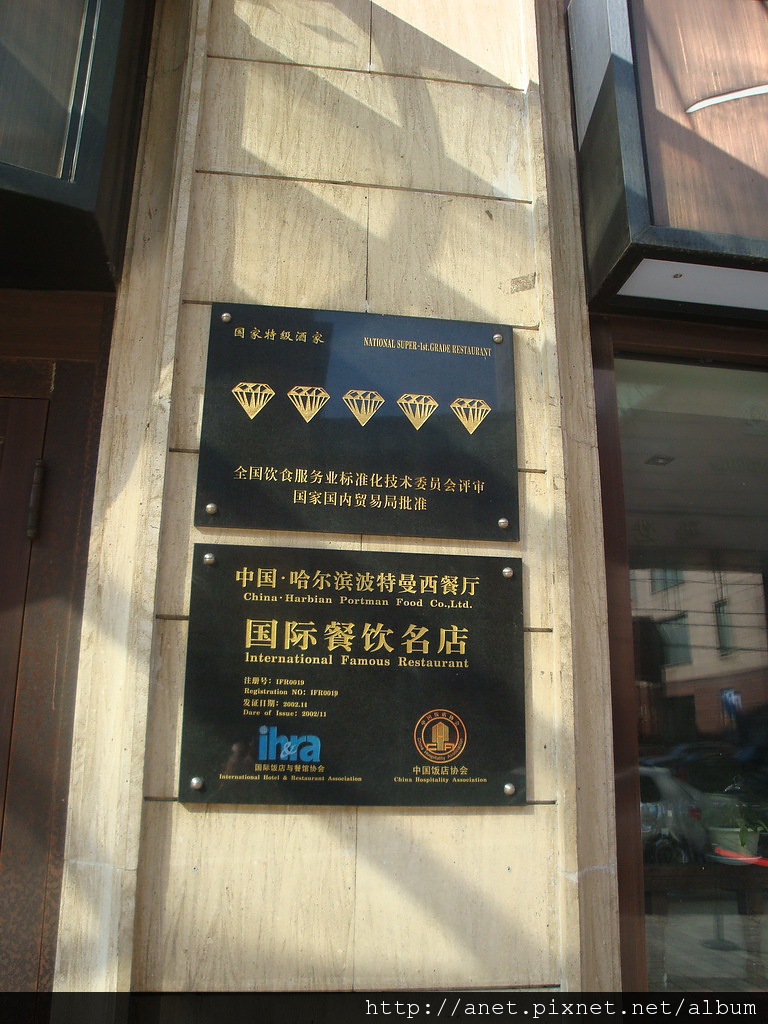 国家特级酒家
NATIONAL SUPER-1st.GRADE RESTAURANT
全国饮食服务业标准化技术委员会评审
国家国内贸易局批准
中国·哈尔滨波特曼西餐厅
China·Harbian Portman Food Co.,Ltd.
国际餐饮名店
International Famous Restaurant
注册号: IFR0019
Registration NO: IFR0019
发证日期: 2002.11
Dare of Issue: 2002/11
ih&ra
国际饭店与餐馆协会
International Hotel & Restaurant Association
中国饭店协会
China Hospitality Association
http://anet.pixnet.net/album